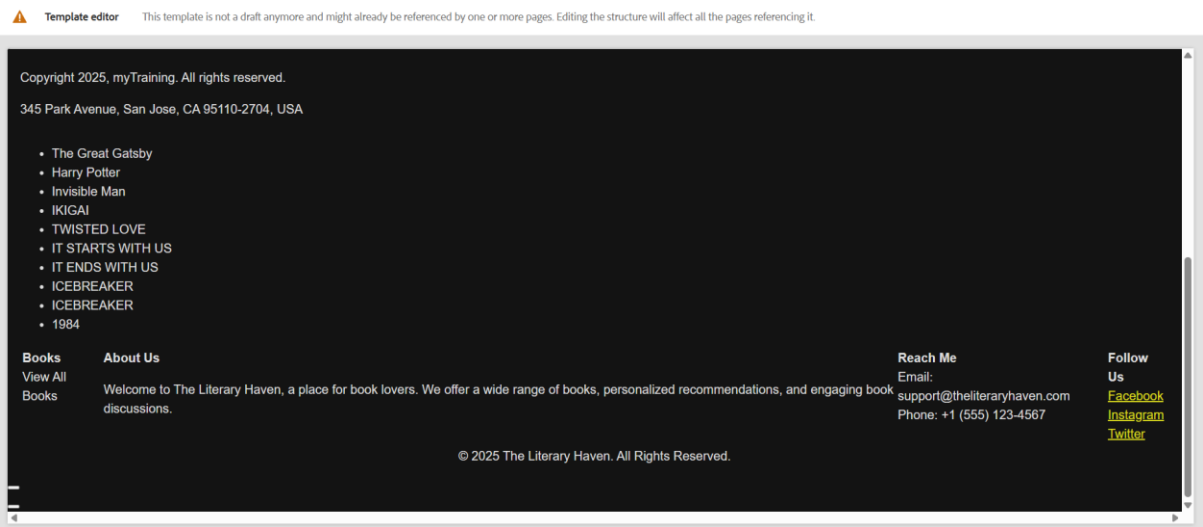 Template editor This template is not a draft anymore and might already be referenced by one or more pages. Editing the structure will affect all the pages referencing it.
Copyright 2025, myTraining. All rights reserved.
345 Park Avenue, San Jose, CA 95110-2704, USA
• The Great Gatsby
• Harry Potter
• Invisible Man
• IKIGAI
• TWISTED LOVE
• IT STARTS WITH US
• IT ENDS WITH US
• ICEBREAKER
• ICEBREAKER
• 1984
Books
View All
Books
About Us
Welcome to The Literary Haven, a place for book lovers. We offer a wide range of books, personalized recommendations, and engaging book
discussions.
Reach Me
Email:
support@theliteraryhaven.com
Phone: +1 (555) 123-4567
Follow
Us
Facebook
Instagram
Twitter
© 2025 The Literary Haven. All Rights Reserved.